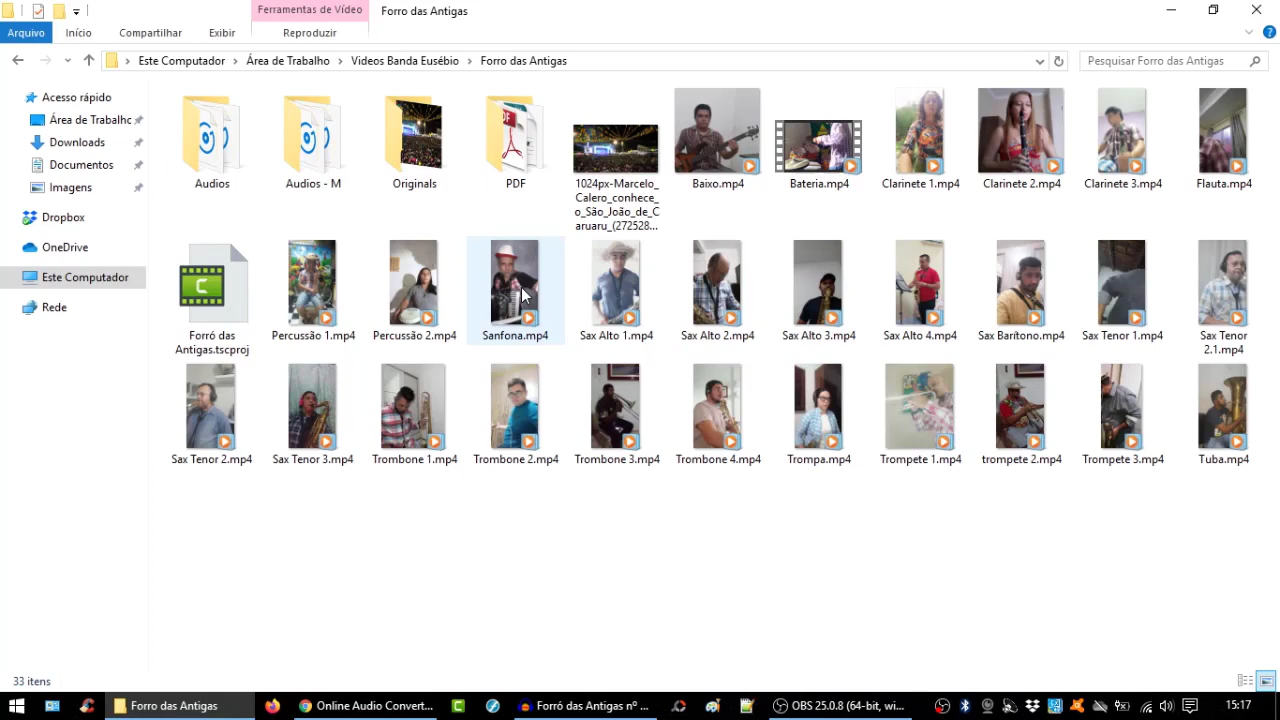 Ferramentas de Vídeo
Forro das Antigas
Arquivo
Início
Compartilhar
Exibir
Reproduzir
Este Computador
Área de Trabalho
Videos Banda Eusébio
Forro das Antigas
Pesquisar Forro das Antigas
Acesso rápido
Área de Trabalhc
Downloads
Documentos
Imagens
Dropbox
OneDrive
Este Computador
Rede
Audios
Audios - M
Originals
PDF
1024px-Marcelo_
Calero_conhece_
o_São_João_de_C
aruaru_(272528...
Baixo.mp4
Bateria.mp4
Clarinete 1.mp4
Clarinete 2.mp4
Clarinete 3.mp4
Flauta.mp4
Forró das
Antigas.tscproj
Percussão 1.mp4
Percussão 2.mp4
Sanfona.mp4
Sax Alto 1.mp4
Sax Alto 2.mp4
Sax Alto 3.mp4
Sax Alto 4.mp4
Sax Barítono.mp4
Sax Tenor 1.mp4
Sax Tenor
2.1.mp4
Sax Tenor 2.mp4
Sax Tenor 3.mp4
Trombone 1.mp4
Trombone 2.mp4
Trombone 3.mp4
Trombone 4.mp4
Trompa.mp4
Trompete 1.mp4
trompete 2.mp4
Trompete 3.mp4
Tuba.mp4
33 itens
Forro das Antigas
Online Audio Convert...
Forró das Antigas nº ...
OBS 25.0.8 (64-bit, wi...
15:17